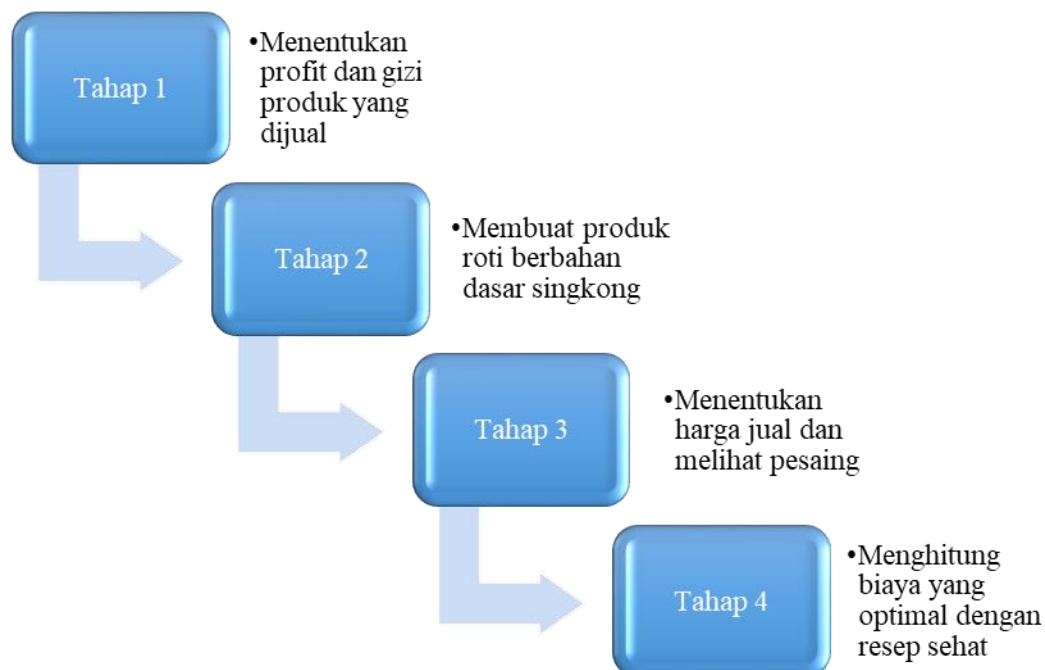 Tahap 1
•Menentukan
profit dan gizi
produk yang
dijual
Tahap 2
•Membuat produk
roti berbahan
dasar singkong
Tahap 3
•Menentukan
harga jual dan
melihat pesaing
Tahap 4
•Menghitung
biaya yang
optimal dengan
resep sehat